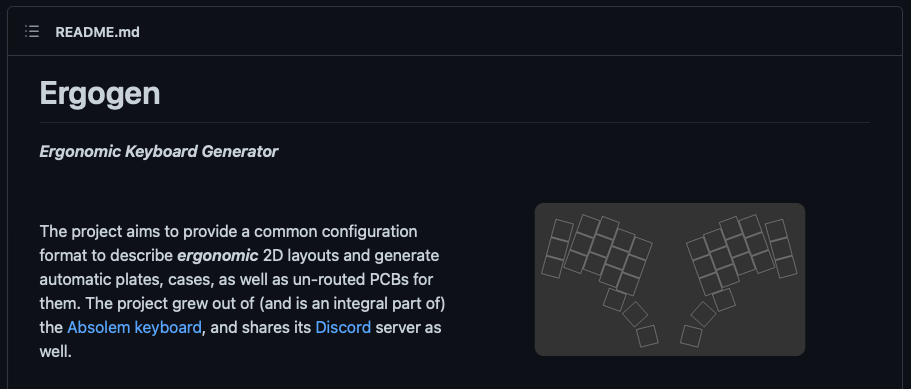 README.md
Ergogen
Ergonomic Keyboard Generator
The project aims to provide a common configuration
format to describe ergonomic 2D layouts and generate
automatic plates, cases, as well as un-routed PCBs for
them. The project grew out of (and is an integral part of)
the Absolem keyboard, and shares its Discord server as
well.